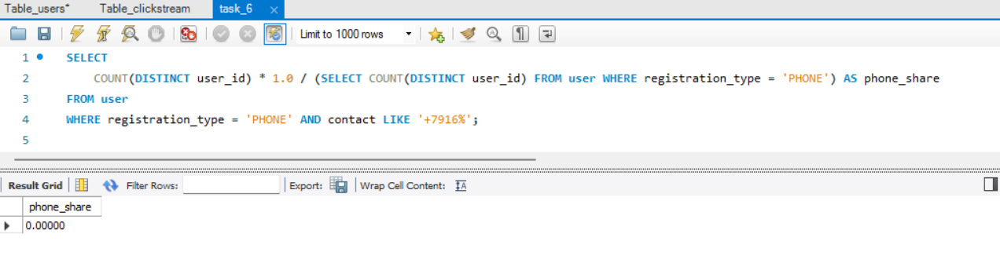 Table_users* Table_clickstream task_6
Limit to 1000 rows
1 SELECT
2 COUNT(DISTINCT user_id) * 1.0 / (SELECT COUNT(DISTINCT user_id) FROM user WHERE registration_type = 'PHONE') AS phone_share
3 FROM user
4 WHERE registration_type = 'PHONE' AND contact LIKE '+7916%';
5
Result Grid Filter Rows: Export: Wrap Cell Content: IA
phone_share
0.00000